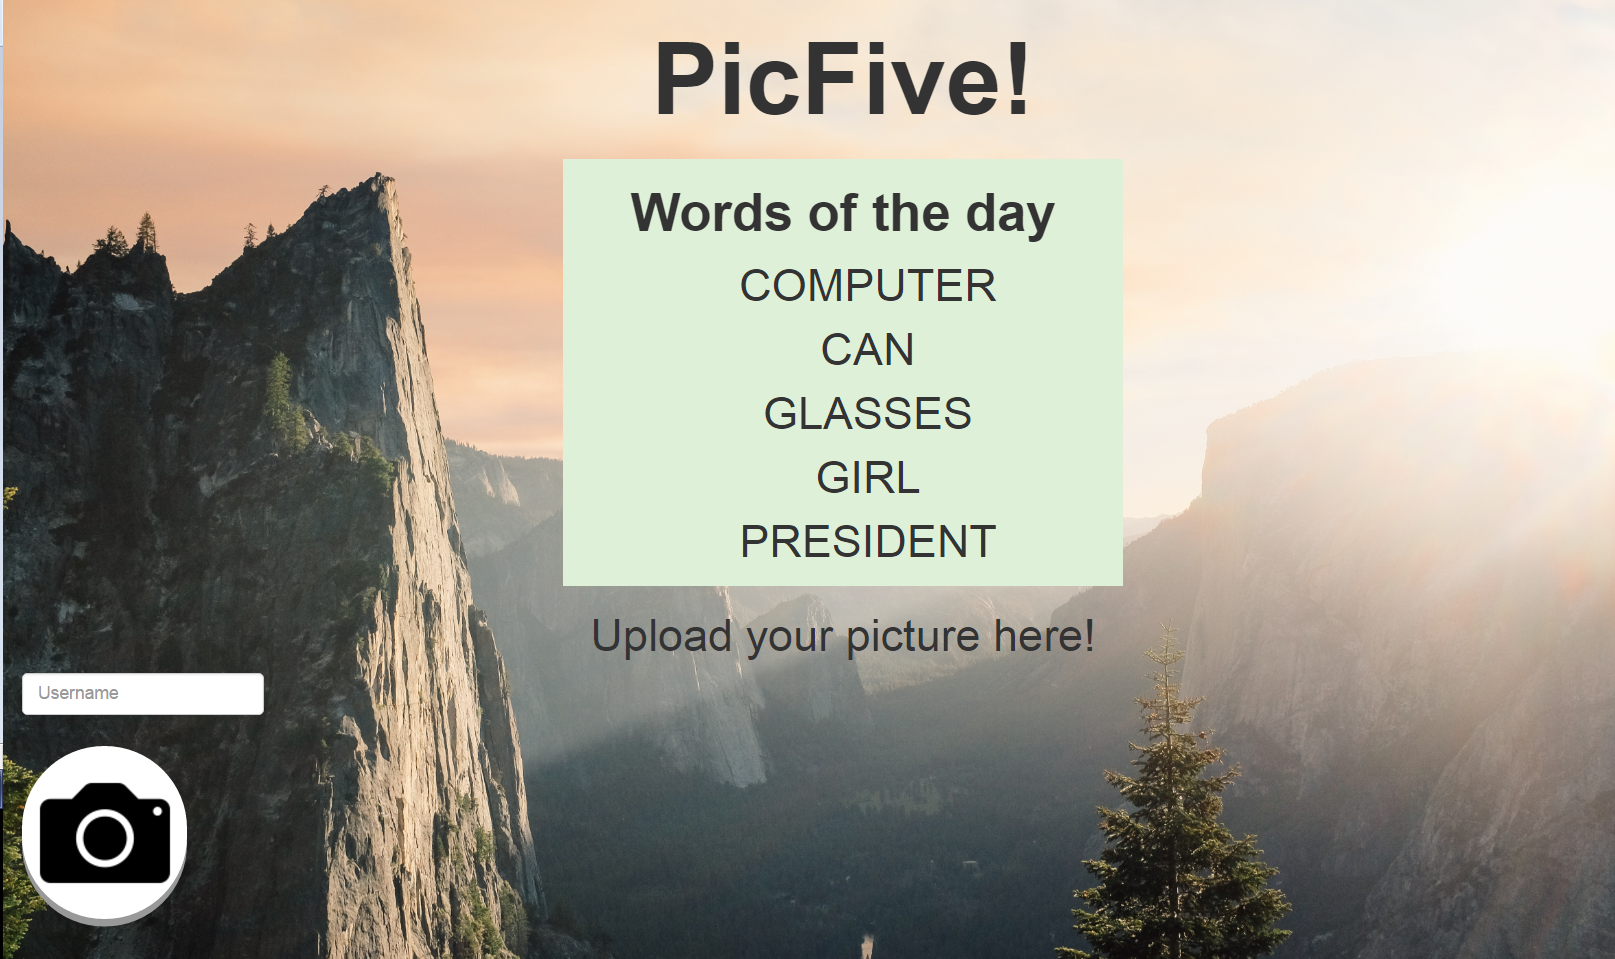 PicFive!
Words of the day
COMPUTER
CAN
GLASSES
GIRL
PRESIDENT
Upload your picture here!
Username